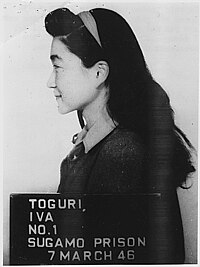 TOGURI,
IVA
NO.1
SUGAMO PRISON
7 MARCH 46